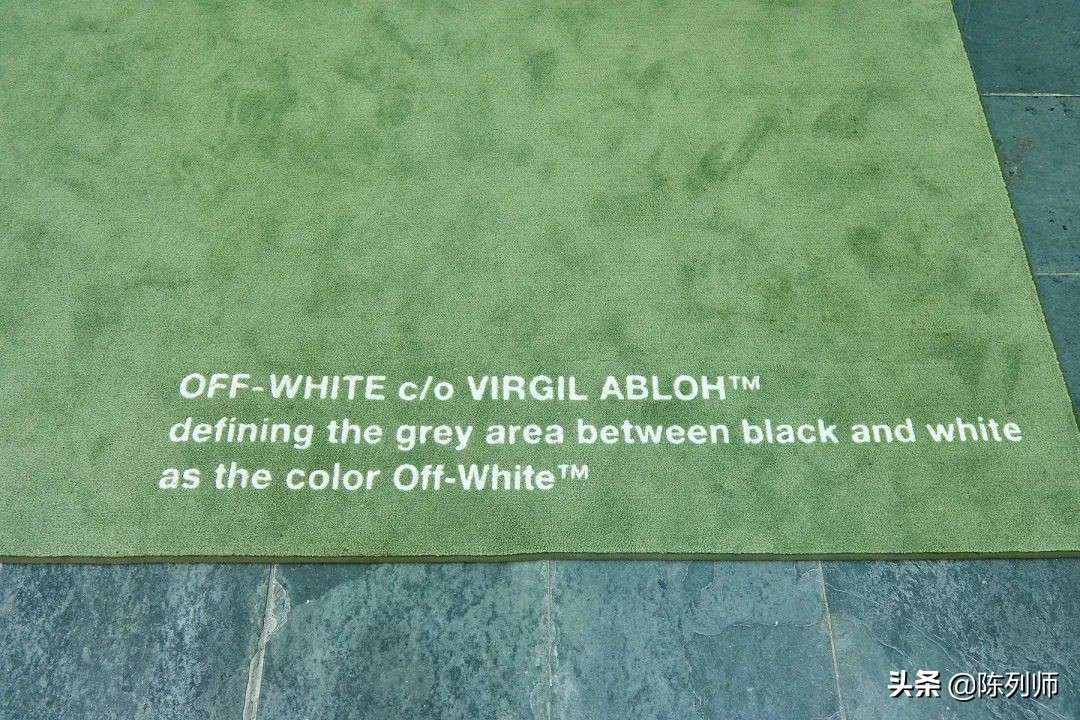 OFF-WHITE c/o VIRGIL ABLOH™
defining the grey area between black and white
as the color Off-White™
头条 @陈列师